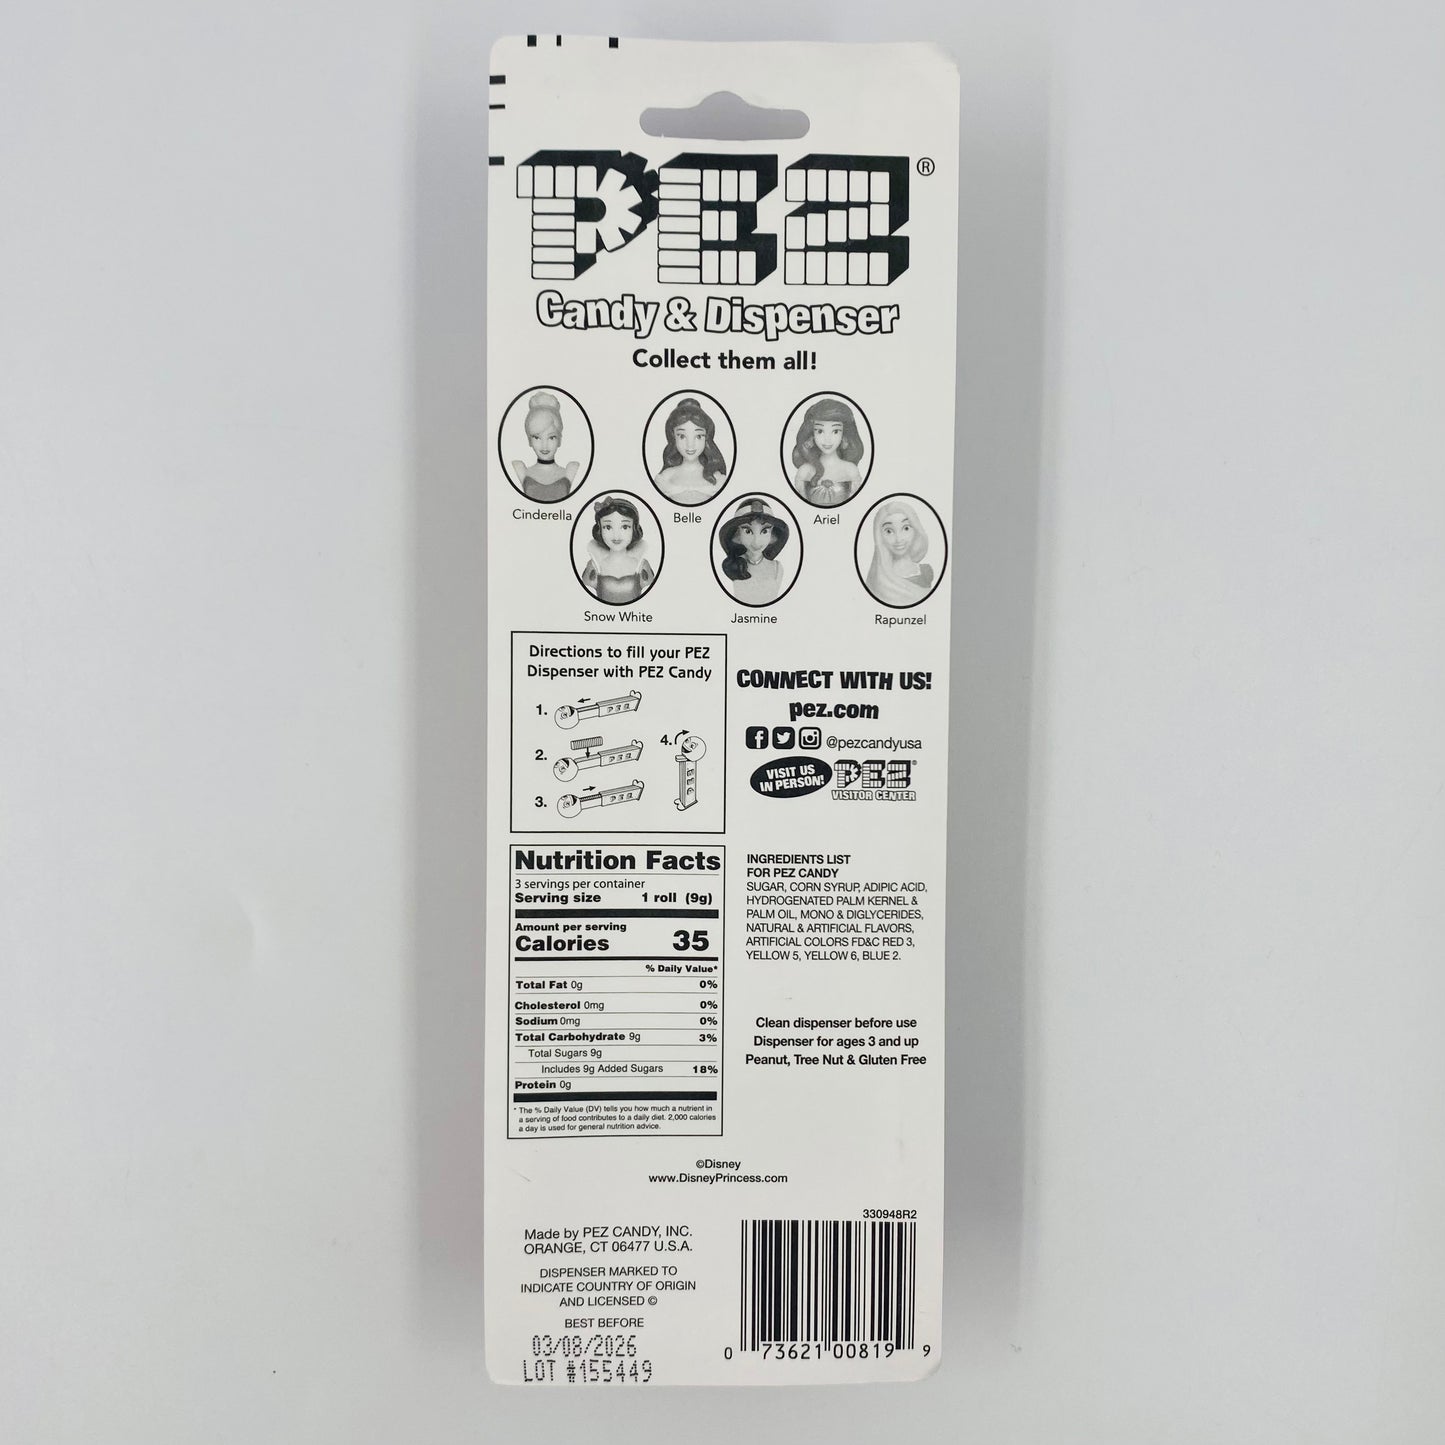 PEZ®
Candy & Dispenser
Collect them all!
Cinderella
Belle
Ariel
Snow White
Jasmine
Rapunzel
Directions to fill your PEZ
Dispenser with PEZ Candy
1.
PEZ
2.
PEZ
3.
PEZ
4.
CONNECT WITH US!
pez.com
@pezcandyusa
VISIT US
IN PERSON!
PEZ®
VISITOR CENTER
Nutrition Facts
3 servings per container
Serving size 1 roll (9g)
Amount per serving
Calories 35
% Daily Value*
Total Fat 0g 0%
Cholesterol 0mg 0%
Sodium 0mg 0%
Total Carbohydrate 9g 3%
Total Sugars 9g
Includes 9g Added Sugars 18%
Protein 0g
* The % Daily Value (DV) tells you how much a nutrient in
a serving of food contributes to a daily diet. 2,000 calories
a day is used for general nutrition advice.
INGREDIENTS LIST
FOR PEZ CANDY
SUGAR, CORN SYRUP, ADIPIC ACID,
HYDROGENATED PALM KERNEL &
PALM OIL, MONO & DIGLYCERIDES,
NATURAL & ARTIFICIAL FLAVORS,
ARTIFICIAL COLORS FD&C RED 3,
YELLOW 5, YELLOW 6, BLUE 2.
Clean dispenser before use
Dispenser for ages 3 and up
Peanut, Tree Nut & Gluten Free
©Disney
www.DisneyPrincess.com
Made by PEZ CANDY, INC.
ORANGE, CT 06477 U.S.A.
DISPENSER MARKED TO
INDICATE COUNTRY OF ORIGIN
AND LICENSED ©
BEST BEFORE
03/08/2026
LOT #155449
330948R2
0 73621 00819 9